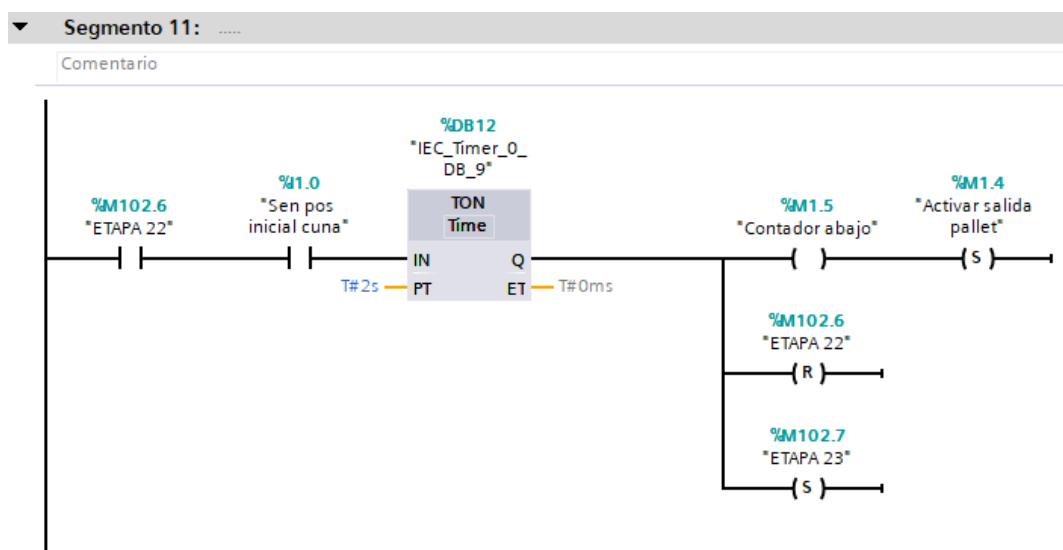 Segmento 11: .....
Comentario
%DB12
"IEC_Timer_0_
DB_9"
%M102.6
"ETAPA 22"
%I1.0
"Sen pos
inicial cuna"
TON
Time
IN
Q
T#2s
PT
ET
T#0ms
%M1.5
"Contador abajo"
%M1.4
"Activar salida
pallet"
S
%M102.6
"ETAPA 22"
R
%M102.7
"ETAPA 23"
S